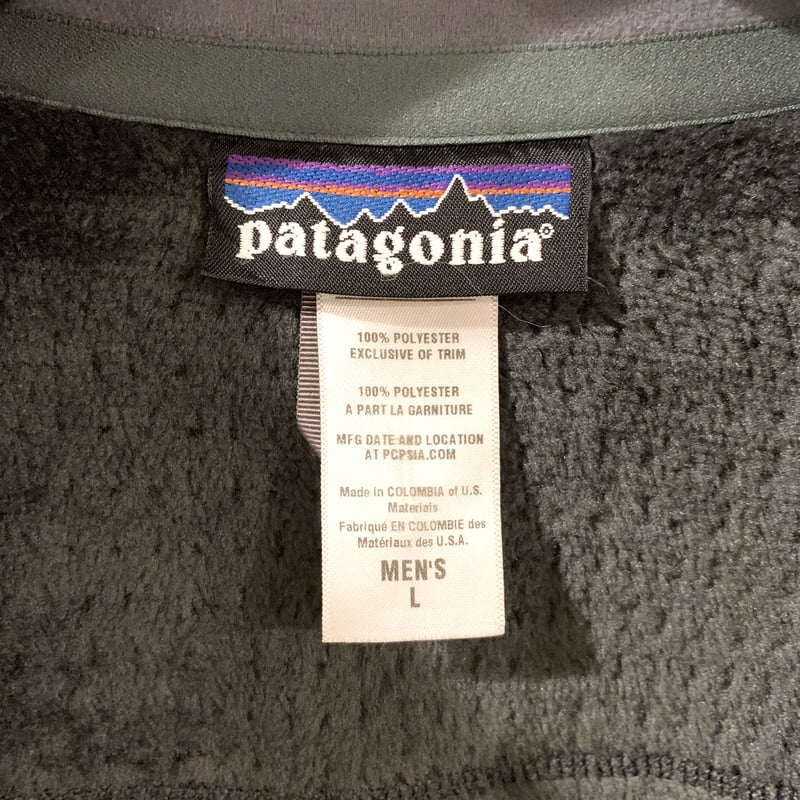 patagonia®
100% POLYESTER
EXCLUSIVE OF TRIM
100% POLYESTER
A PART LA GARNITURE
MFG DATE AND LOCATION
AT PCPSIA.COM
Made in COLOMBIA of U.S.
Materials
Fabriqué EN COLOMBIE des
Matériaux des U.S.A.
MEN'S
L